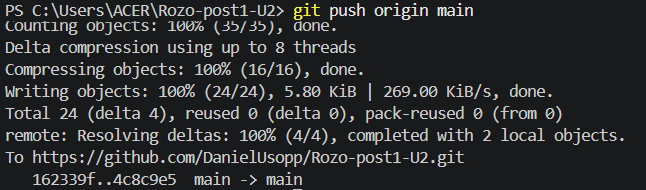 PS C:\Users\ACER\Rozo-post1-U2> git push origin main
Counting objects: 100% (35/35), done.
Delta compression using up to 8 threads
Compressing objects: 100% (16/16), done.
Writing objects: 100% (24/24), 5.80 KiB | 269.00 KiB/s, done.
Total 24 (delta 4), reused 0 (delta 0), pack-reused 0 (from 0)
remote: Resolving deltas: 100% (4/4), completed with 2 local objects.
To https://github.com/DanielUsopp/Rozo-post1-U2.git
   162339f..4c8c9e5  main -> main